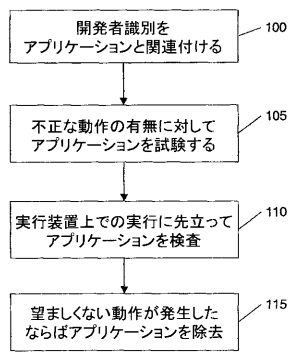 開発者識別を
アプリケーションと関連付ける
100
不正な動作の有無に対して
アプリケーションを試験する
105
実行装置上での実行に先立って
アプリケーションを検査
110
望ましくない動作が発生した
ならばアプリケーションを除去
115